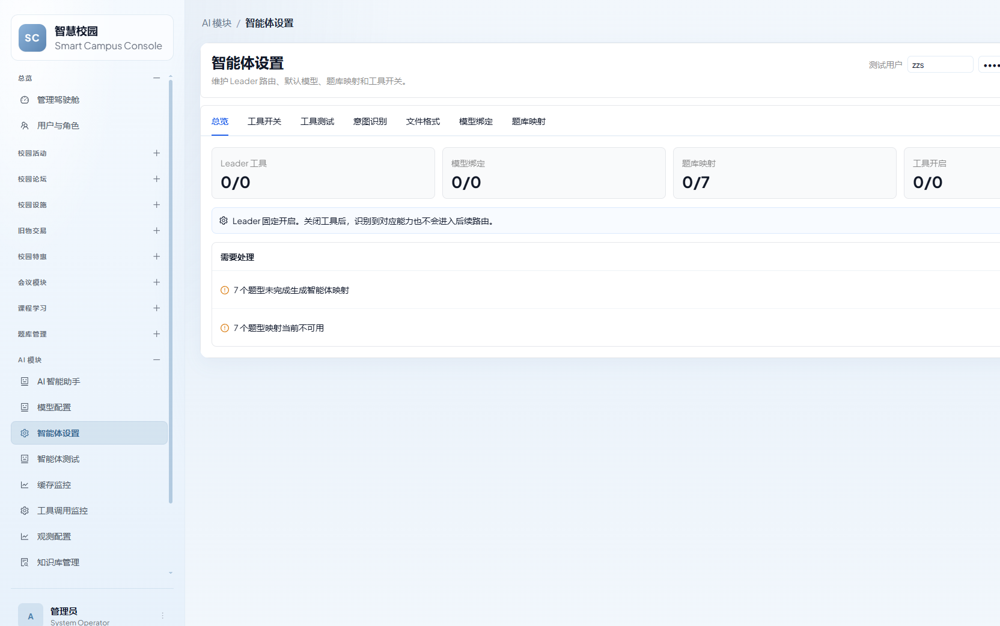 SC
智慧校园
Smart Campus Console
总览
管理驾驶舱
用户与角色
校园活动
校园论坛
校园设施
旧物交易
校园特惠
会议模块
课程学习
题库管理
AI 模块
AI 智能助手
模型配置
智能体设置
智能体测试
缓存监控
工具调用监控
观测配置
知识库管理
A
管理员
System Operator
AI 模块 / 智能体设置
智能体设置
维护 Leader 路由、默认模型、题库映射和工具开关。
测试用户 zzs ••••
总览 工具开关 工具测试 意图识别 文件格式 模型绑定 题库映射
Leader 工具
0/0
模型绑定
0/0
题库映射
0/7
工具开启
0/0
Leader 固定开启。关闭工具后，识别到对应能力也不会进入后续路由。
需要处理
7 个题型未完成生成智能体映射
7 个题型映射当前不可用